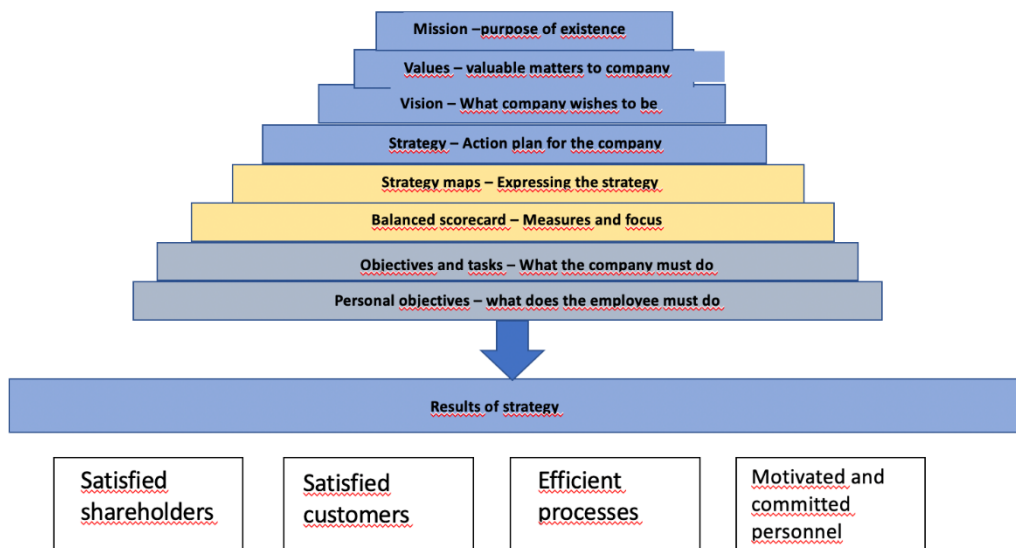 Mission –purpose of existence
Values – valuable matters to company
Vision – What company wishes to be
Strategy – Action plan for the company
Strategy maps – Expressing the strategy
Balanced scorecard – Measures and focus
Objectives and tasks – What the company must do
Personal objectives – what does the employee must do
Results of strategy
Satisfied
shareholders
Satisfied
customers
Efficient
processes
Motivated and
committed
personnel